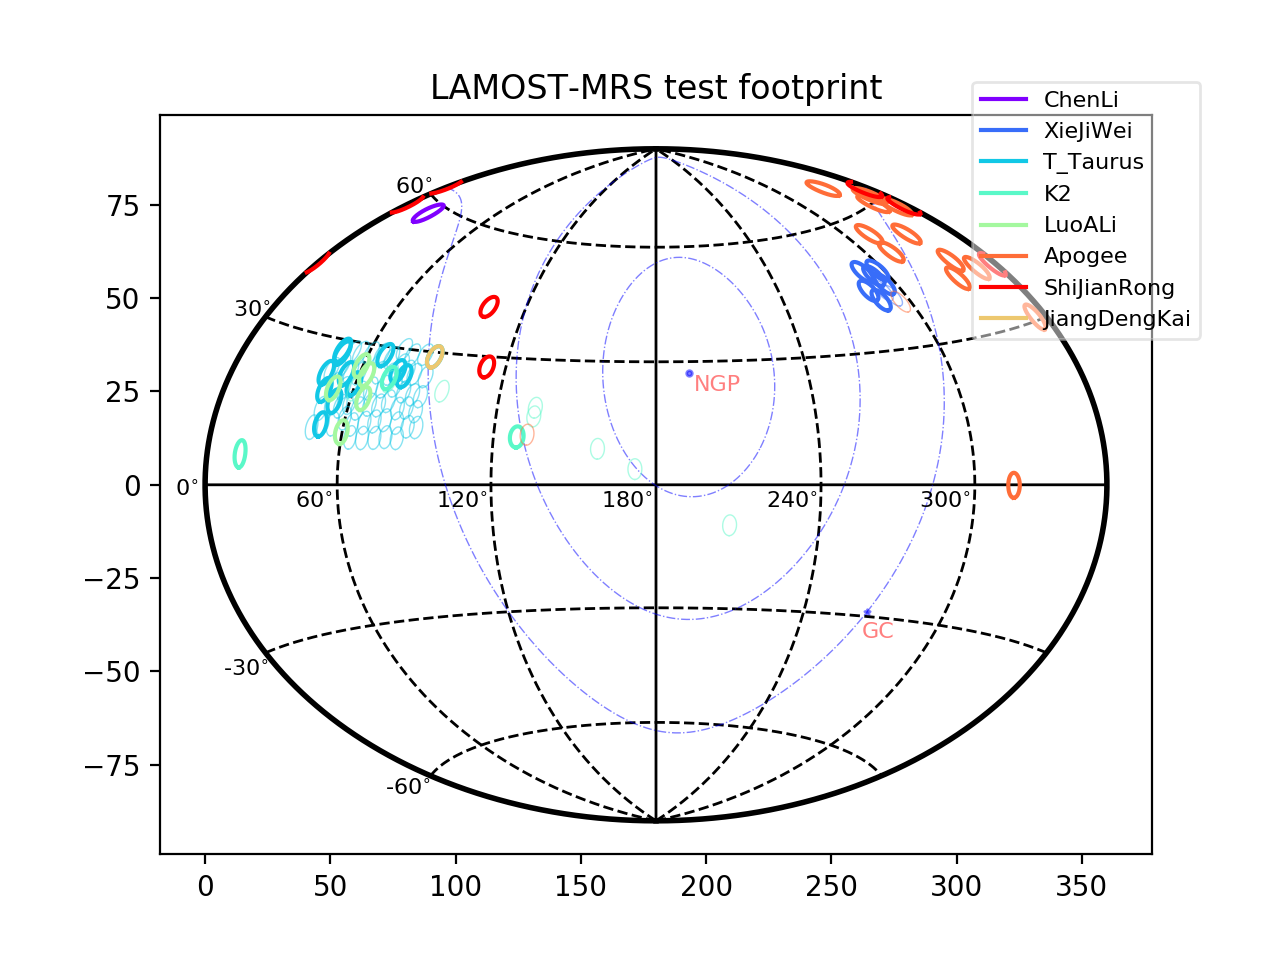 LAMOST-MRS test footprint
ChenLi
XieJiWei
T_Taurus
K2
LuoALi
Apogee
ShiJianRong
JiangDengKai
75
50
25
0
−25
−50
−75
60°
30°
0°
60°
120°
180°
240°
300°
-30°
-60°
NGP
GC
0
50
100
150
200
250
300
350